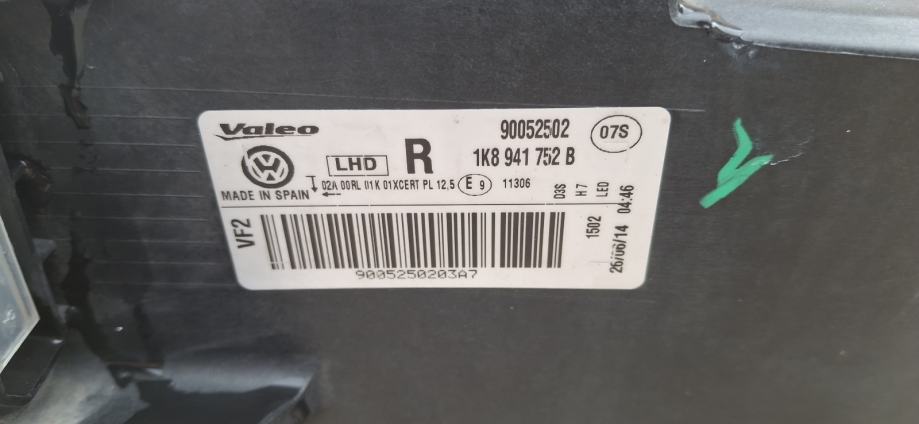 Valeo
90052502
07S
LHD
R
1K8 941 752 B
02A 00RL 01K 01XCERT PL 12,5 E 9 11306
MADE IN SPAIN
D3S
H7
LED
VF2
1502
26/06/14 04:46
9005250203A7